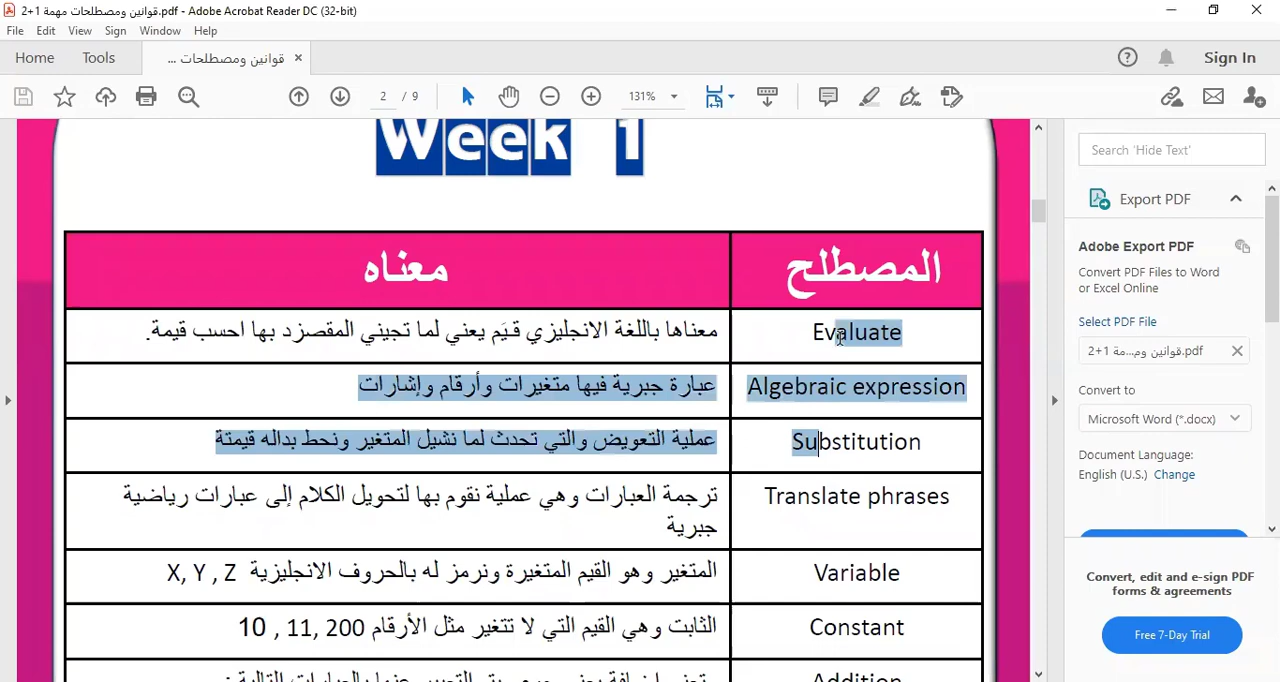 قوانين ومصطلحات مهمة 1+2.pdf - Adobe Acrobat Reader DC (32-bit)
File Edit View Sign Window Help
Home Tools قوانين ومصطلحات ... × Sign In
2 / 9 131%
Week 1
المصطلح معناه
Evaluate معناها باللغة الانجليزي قـيَم يعني لما تجيني المقصزد بها احسب قيمة.
Algebraic expression عبارة جبرية فيها متغيرات وأرقام وإشارات
Substitution عملية التعويض والتي تحدث لما نشيل المتغير ونحط بداله قيمتة
Translate phrases ترجمة العبارات وهي عملية نقوم بها لتحويل الكلام إلى عبارات رياضية
جبرية
Variable المتغير وهو القيم المتغيرة ونرمز له بالحروف الانجليزية X, Y , Z
Constant الثابت وهي القيم التي لا تتغير مثل الأرقام 10 , 11, 200
Addition
Search 'Hide Text'
Export PDF
Adobe Export PDF
Convert PDF Files to Word
or Excel Online
Select PDF File
قوانين وم...مة 1+2.pdf
Convert to
Microsoft Word (*.docx)
Document Language:
English (U.S.) Change
Convert, edit and e-sign PDF
forms & agreements
Free 7-Day Trial